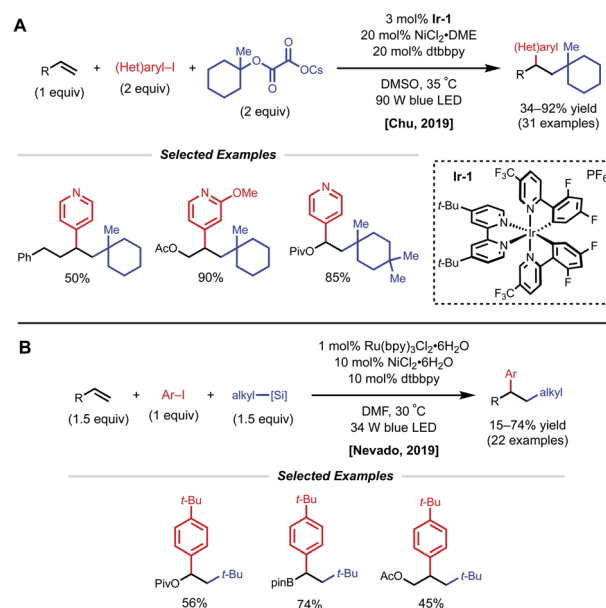 A
R
(1 equiv)
+
(Het)aryl–I
(2 equiv)
+
Me
O
O
O
OCs
(2 equiv)
3 mol% Ir-1
20 mol% NiCl2•DME
20 mol% dtbbpy
DMSO, 35 °C
90 W blue LED
[Chu, 2019]
(Het)aryl
Me
R
34–92% yield
(31 examples)
Selected Examples
N
Me
Ph
50%
N
OMe
Me
AcO
90%
N
Me
PivO
Me
Me
85%
Ir-1
PF6
F3C
F
N
F
t-Bu
N
Ir
N
t-Bu
N
F
F3C
F
B
R
(1.5 equiv)
+
Ar–I
(1 equiv)
+
alkyl–[Si]
(1.5 equiv)
1 mol% Ru(bpy)3Cl2•6H2O
10 mol% NiCl2•6H2O
10 mol% dtbbpy
DMF, 30 °C
34 W blue LED
[Nevado, 2019]
Ar
R
alkyl
15–74% yield
(22 examples)
Selected Examples
t-Bu
PivO
t-Bu
56%
t-Bu
pinB
t-Bu
74%
t-Bu
AcO
t-Bu
45%